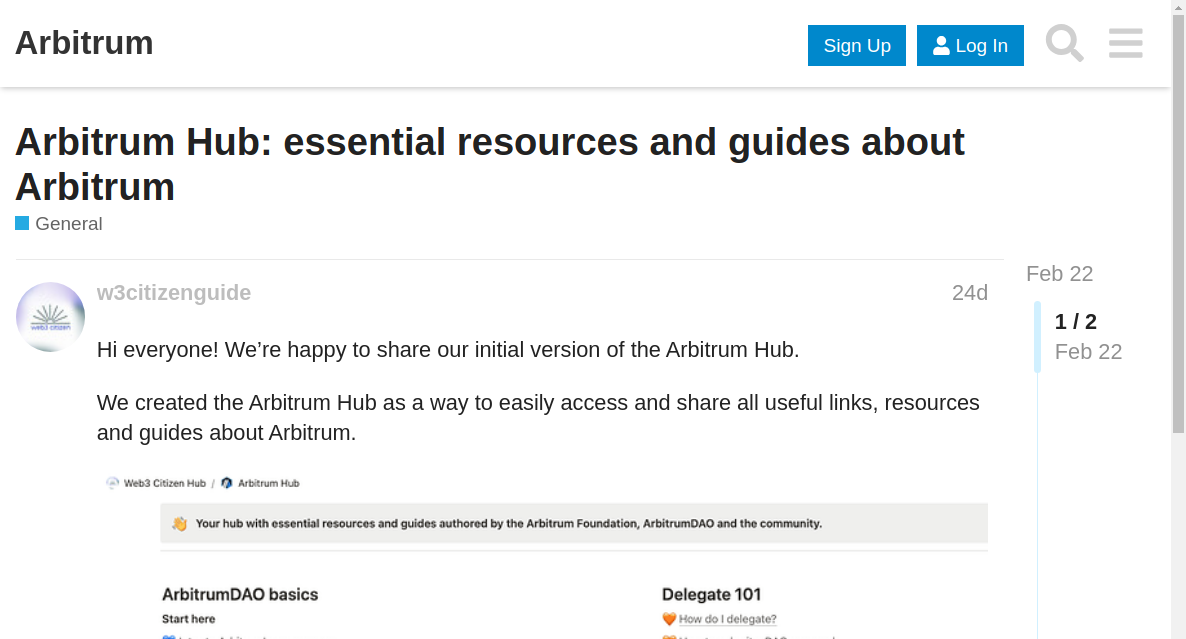 Arbitrum
Sign Up
Log In
Arbitrum Hub: essential resources and guides about
Arbitrum
General
w3citizenguide
24d
Feb 22
1 / 2
Feb 22
web3 citizen
Hi everyone! We’re happy to share our initial version of the Arbitrum Hub.
We created the Arbitrum Hub as a way to easily access and share all useful links, resources
and guides about Arbitrum.
Web3 Citizen Hub / Arbitrum Hub
Your hub with essential resources and guides authored by the Arbitrum Foundation, ArbitrumDAO and the community.
ArbitrumDAO basics
Delegate 101
Start here
How do I delegate?